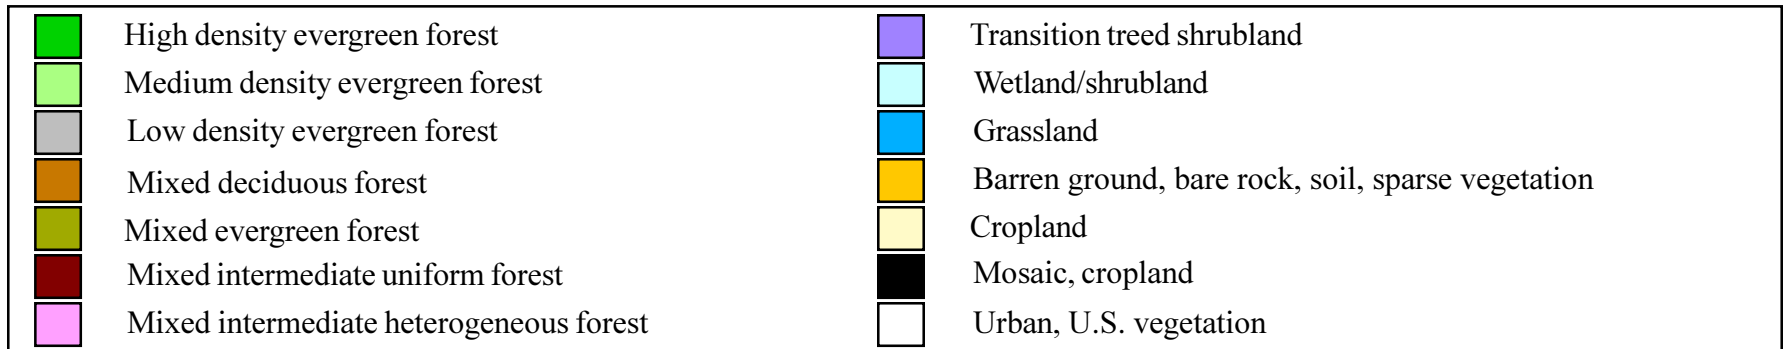 High density evergreen forest
Medium density evergreen forest
Low density evergreen forest
Mixed deciduous forest
Mixed evergreen forest
Mixed intermediate uniform forest
Mixed intermediate heterogeneous forest
Transition treed shrubland
Wetland/shrubland
Grassland
Barren ground, bare rock, soil, sparse vegetation
Cropland
Mosaic, cropland
Urban, U.S. vegetation